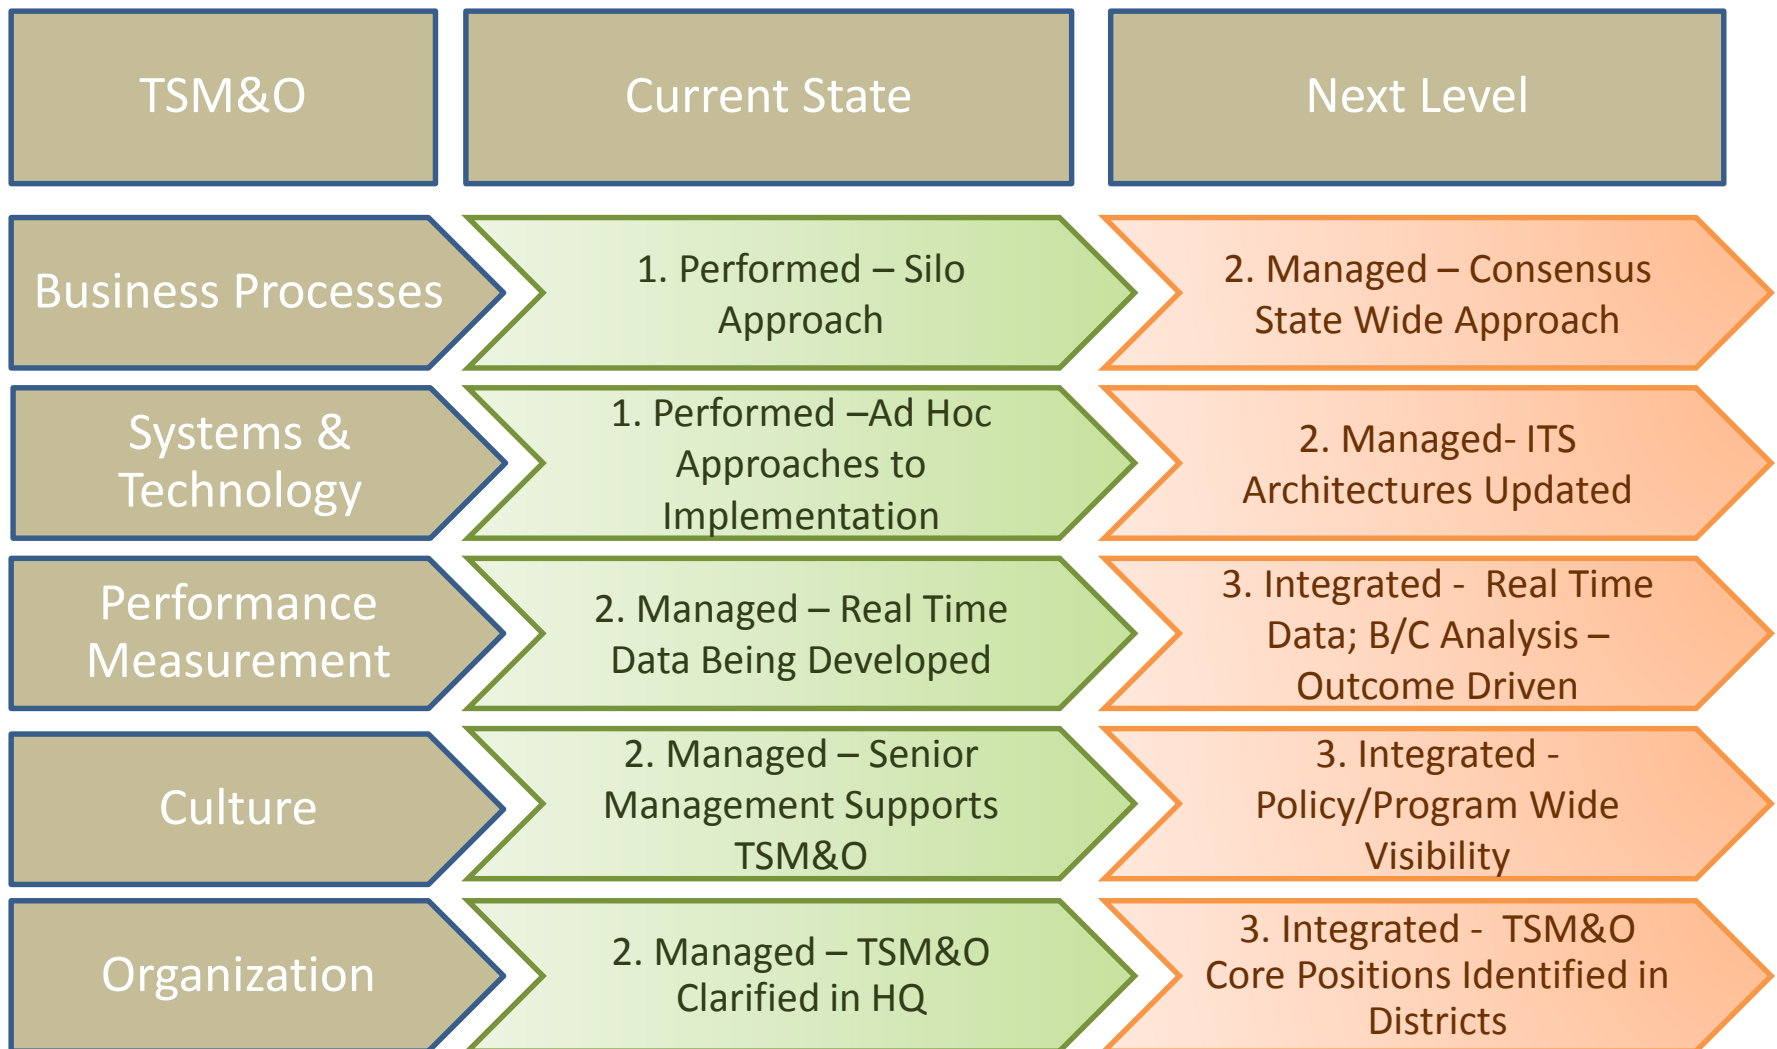 TSM&O
Current State
Next Level
Business Processes
1. Performed – Silo
Approach
2. Managed – Consensus
State Wide Approach
Systems &
Technology
1. Performed –Ad Hoc
Approaches to
Implementation
2. Managed- ITS
Architectures Updated
Performance
Measurement
2. Managed – Real Time
Data Being Developed
3. Integrated -  Real Time
Data; B/C Analysis –
Outcome Driven
Culture
2. Managed – Senior
Management Supports
TSM&O
3. Integrated -
Policy/Program Wide
Visibility
Organization
2. Managed – TSM&O
Clarified in HQ
3. Integrated -  TSM&O
Core Positions Identified in
Districts